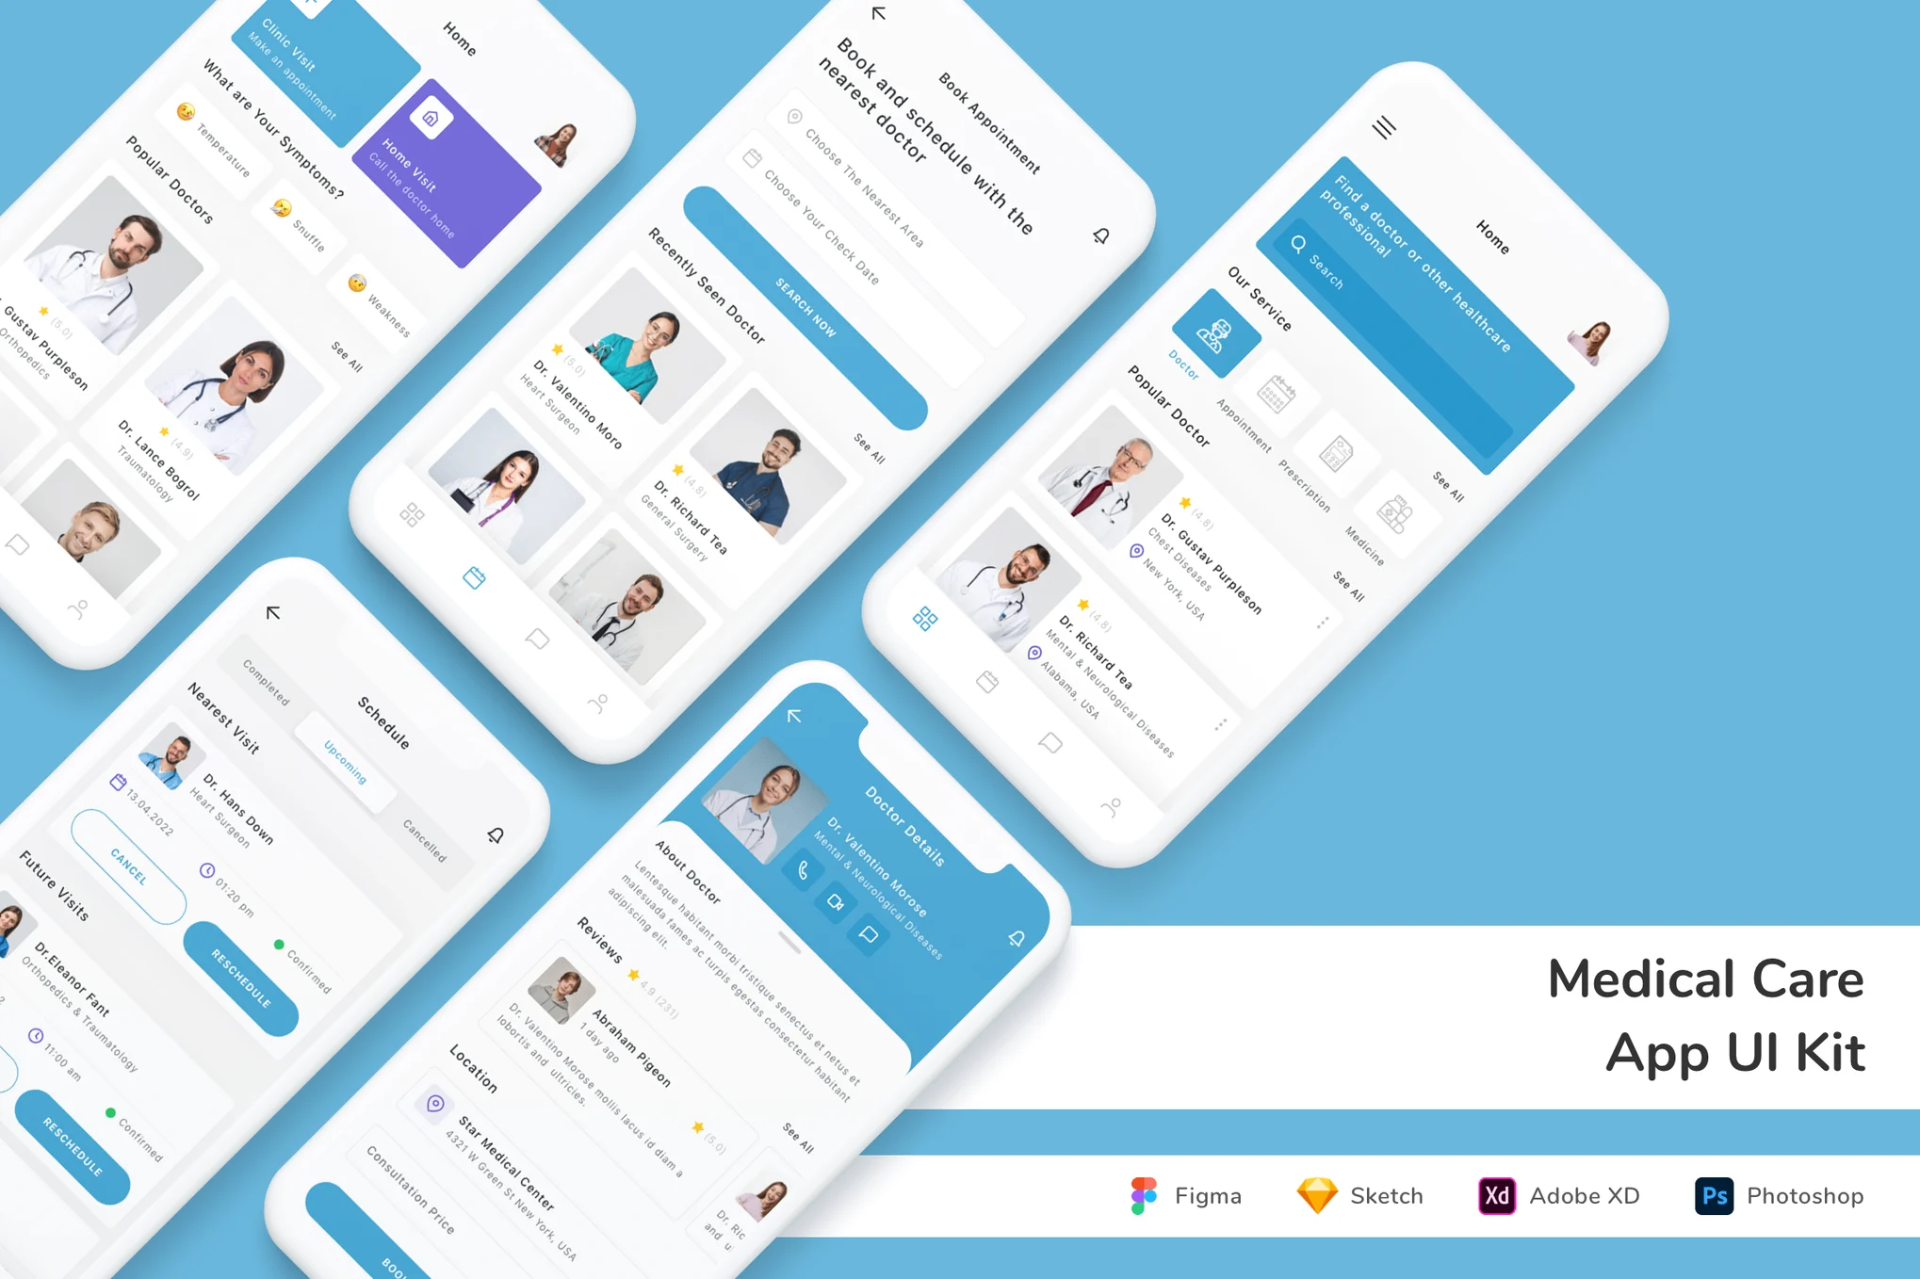 Home
Clinic Visit
Make an appointment
Home Visit
Call the doctor home
What are Your Symptoms?
Temperature
Snuffle
Weakness
Popular Doctors
See All
(5.0)
Gustav Purpleson
Orthopedics
(4.9)
Dr. Lance Bogrol
Traumatology
Book Appointment
Book and schedule with the
nearest doctor
Choose The Nearest Area
Choose Your Check Date
SEARCH NOW
Recently Seen Doctor
See All
(5.0)
Dr. Valentino Moro
Heart Surgeon
(4.8)
Dr. Richard Tea
General Surgery
Home
Find a doctor or other healthcare
professional
Search
Our Service
See All
Doctor
Appointment
Prescription
Medicine
Popular Doctor
See All
(4.8)
Dr. Gustav Purpleson
Chest Diseases
New York, USA
(4.8)
Dr. Richard Tea
Mental & Neurological Diseases
Alabama, USA
Schedule
Completed
Upcoming
Cancelled
Nearest Visit
Dr. Hans Down
Heart Surgeon
13.04.2022
01:20 pm
Confirmed
CANCEL
RESCHEDULE
Future Visits
Dr.Eleanor Fant
Orthopedics & Traumatology
2
11:00 am
Confirmed
RESCHEDULE
Doctor Details
Dr. Valentino Morose
Mental & Neurological Diseases
About Doctor
Lentesque habitant morbi tristique senectus et netus et
malesuada fames ac turpis egestas consectetur habitant
adipiscing elit.
Reviews
4.9 (231)
See All
Abraham Pigeon
1 day ago
(5.0)
Dr. Valentino Morose mollis lacus id diam a
lobortis and ultricies.
Dr. Ric
and u
Location
Star Medical Center
4321 W Green St New York, USA
Consultation Price
BOO
Medical Care
App UI Kit
Figma
Sketch
Xd
Adobe XD
Ps
Photoshop